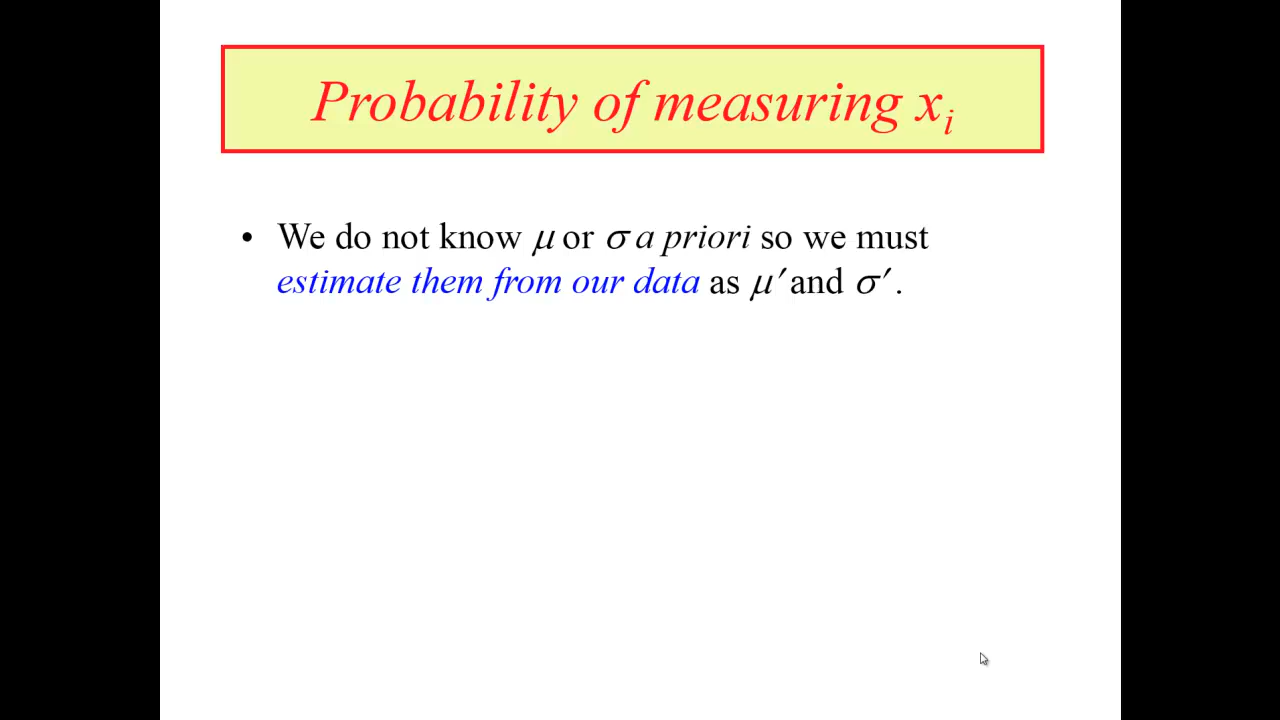 Probability of measuring xᵢ
• We do not know μ or σ a priori so we must
estimate them from our data as μ′ and σ′ .